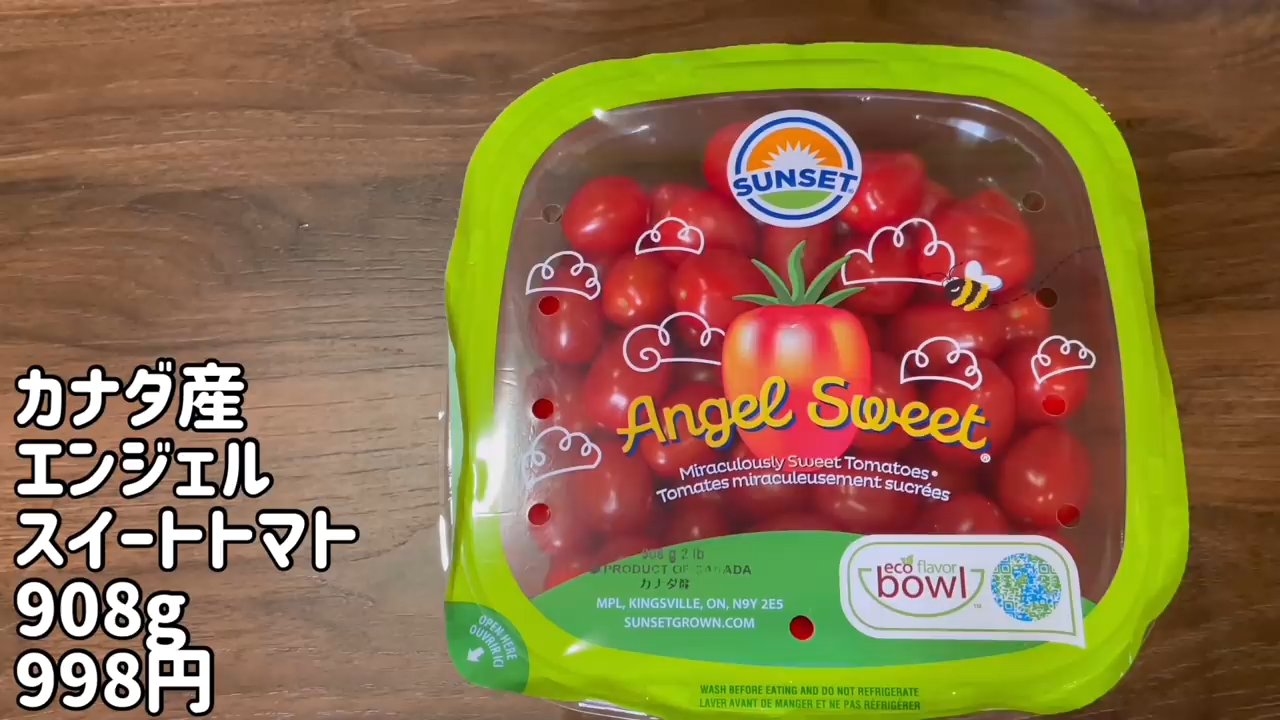 SUNSET
Angel Sweet
Miraculously Sweet Tomatoes
Tomates miraculeusement sucrées
908 g 2 lb
PRODUCT OF CANADA
カナダ産
MPL, KINGSVILLE, ON, N9Y 2E5
SUNSETGROWN.COM
eco flavor
bowl
OPEN HERE
OUVRIR ICI
WASH BEFORE EATING AND DO NOT REFRIGERATE
LAVER AVANT DE MANGER ET NE PAS RÉFRIGÉRER
カナダ産
エンジェル
スイートトマト
908g
998円